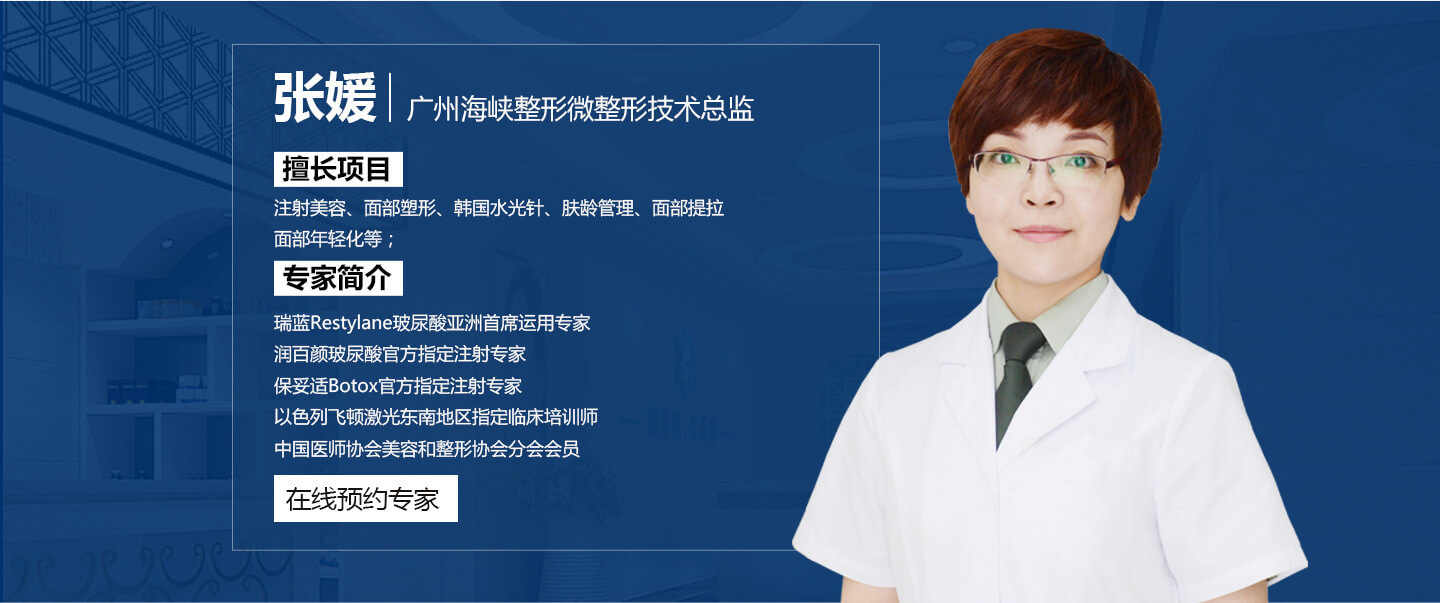 张媛 广州海峡整形微整形技术总监
擅长项目
注射美容、面部塑形、韩国水光针、肤龄管理、面部提拉
面部年轻化等；
专家简介
瑞蓝Restylane玻尿酸亚洲首席运用专家
润百颜玻尿酸官方指定注射专家
保妥适Botox官方指定注射专家
以色列飞顿激光东南地区指定临床培训师
中国医师协会美容和整形协会分会会员
在线预约专家